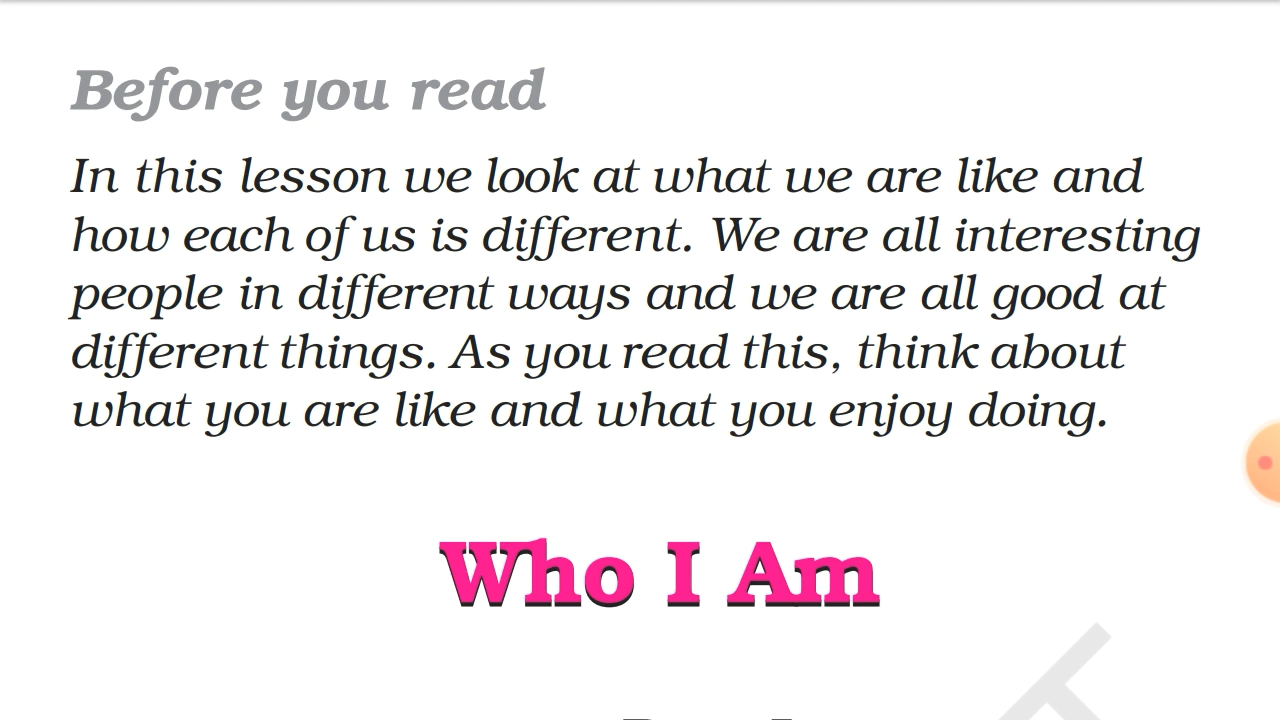 Before you read
In this lesson we look at what we are like and
how each of us is different. We are all interesting
people in different ways and we are all good at
different things. As you read this, think about
what you are like and what you enjoy doing.
Who I Am